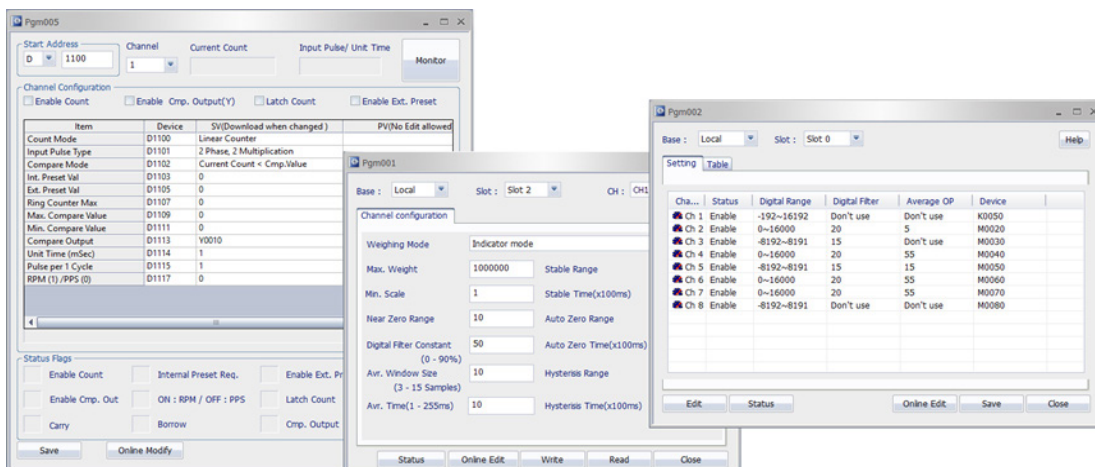 Pgm005
Start Address
D 1100
Channel
1
Current Count
Input Pulse/ Unit Time
Monitor
Channel Configuration
Enable Count Enable Cmp. Output(Y) Latch Count Enable Ext. Preset
Item Device SV(Download when changed ) PV(No Edit allowed
Count Mode D1100 Linear Counter
Input Pulse Type D1101 2 Phase, 2 Multiplication
Compare Mode D1102 Current Count < Cmp.Value
Int. Preset Val D1103 0
Ext. Preset Val D1105 0
Ring Counter Max D1107 0
Max. Compare Value D1109 0
Min. Compare Value D1111 0
Compare Output D1113 Y0010
Unit Time (mSec) D1114 1
Pulse per 1 Cycle D1115 1
RPM (1) /PPS (0) D1117 0
Status Flags
Enable Count Internal Preset Req. Enable Ext. Pr
Enable Cmp. Out ON : RPM / OFF : PPS Latch Count
Carry Borrow Cmp. Output
Save Online Modify
Pgm001
Base : Local Slot : Slot 2 CH : CH1
Channel configuration
Weighing Mode Indicator mode
Max. Weight 1000000 Stable Range
Min. Scale 1 Stable Time(x100ms)
Near Zero Range 10 Auto Zero Range
Digital Filter Constant 50 Auto Zero Time(x100ms)
(0 - 90%)
Avr. Window Size 10 Hysterisis Range
(3 - 15 Samples)
Avr. Time(1 - 255ms) 10 Hysterisis Time(x100ms)
Status Online Edit Write Read Close
Pgm002
Base : Local Slot : Slot 0 Help
Setting Table
Cha... Status Digital Range Digital Filter Average OP Device
Ch 1 Enable -192~16192 Don't use Don't use K0050
Ch 2 Enable 0~16000 20 5 M0020
Ch 3 Enable -8192~8191 15 Don't use M0030
Ch 4 Enable 0~16000 20 55 M0040
Ch 5 Enable -8192~8191 15 15 M0050
Ch 6 Enable 0~16000 20 55 M0060
Ch 7 Enable 0~16000 20 55 M0070
Ch 8 Enable -8192~8191 Don't use Don't use M0080
Edit Status Online Edit Save Close